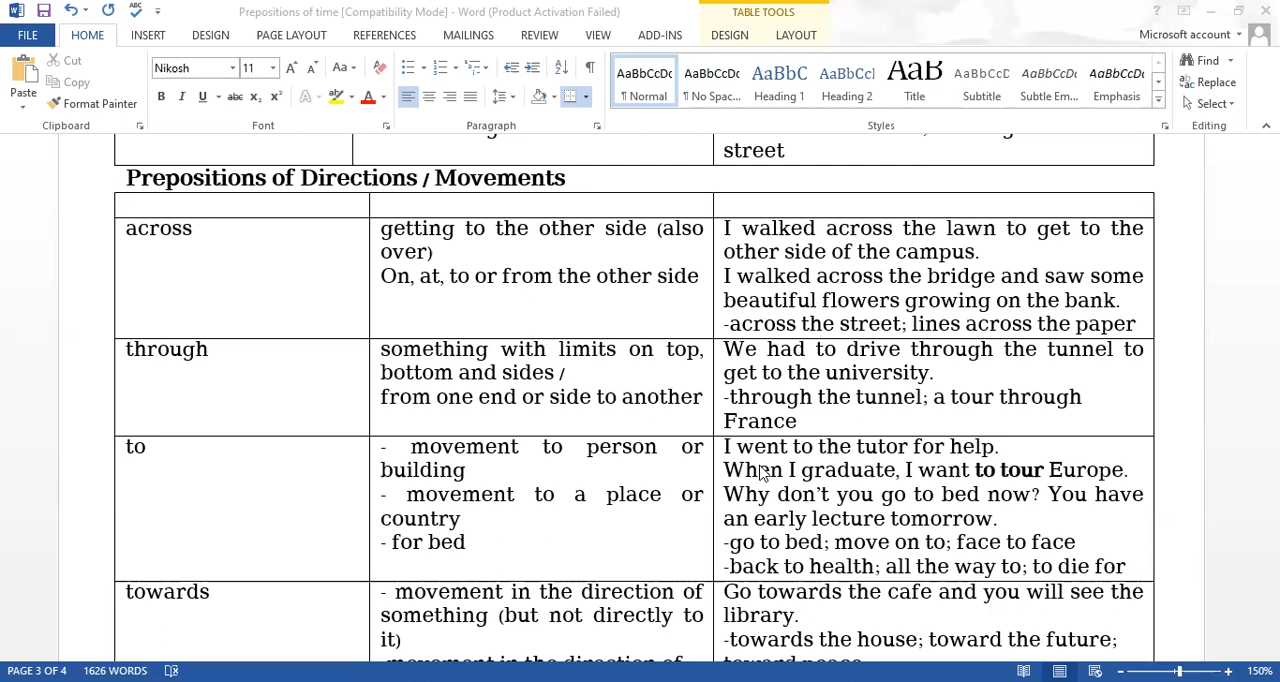 Prepositions of time [Compatibility Mode] - Word (Product Activation Failed)
TABLE TOOLS
FILE HOME INSERT DESIGN PAGE LAYOUT REFERENCES MAILINGS REVIEW VIEW ADD-INS DESIGN LAYOUT Microsoft account
Paste
Cut
Copy
Format Painter
Nikosh 11
AaBbCcDc AaBbCcDc AaBbC AaBbCcI AaB AaBbCcD AaBbCcDc AaBbCcDc
¶ Normal ¶ No Spac... Heading 1 Heading 2 Title Subtitle Subtle Em... Emphasis
Find
Replace
Select
Clipboard Font Paragraph Styles Editing
street
Prepositions of Directions / Movements
across
getting to the other side (also
over)
On, at, to or from the other side
I walked across the lawn to get to the
other side of the campus.
I walked across the bridge and saw some
beautiful flowers growing on the bank.
-across the street; lines across the paper
through
something with limits on top,
bottom and sides /
from one end or side to another
We had to drive through the tunnel to
get to the university.
-through the tunnel; a tour through
France
to
- movement to person or
building
- movement to a place or
country
- for bed
I went to the tutor for help.
When I graduate, I want to tour Europe.
Why don't you go to bed now? You have
an early lecture tomorrow.
-go to bed; move on to; face to face
-back to health; all the way to; to die for
towards
- movement in the direction of
something (but not directly to
it)
-movement in the direction of
Go towards the cafe and you will see the
library.
-towards the house; toward the future;
toward peace
PAGE 3 OF 4 1626 WORDS 150%